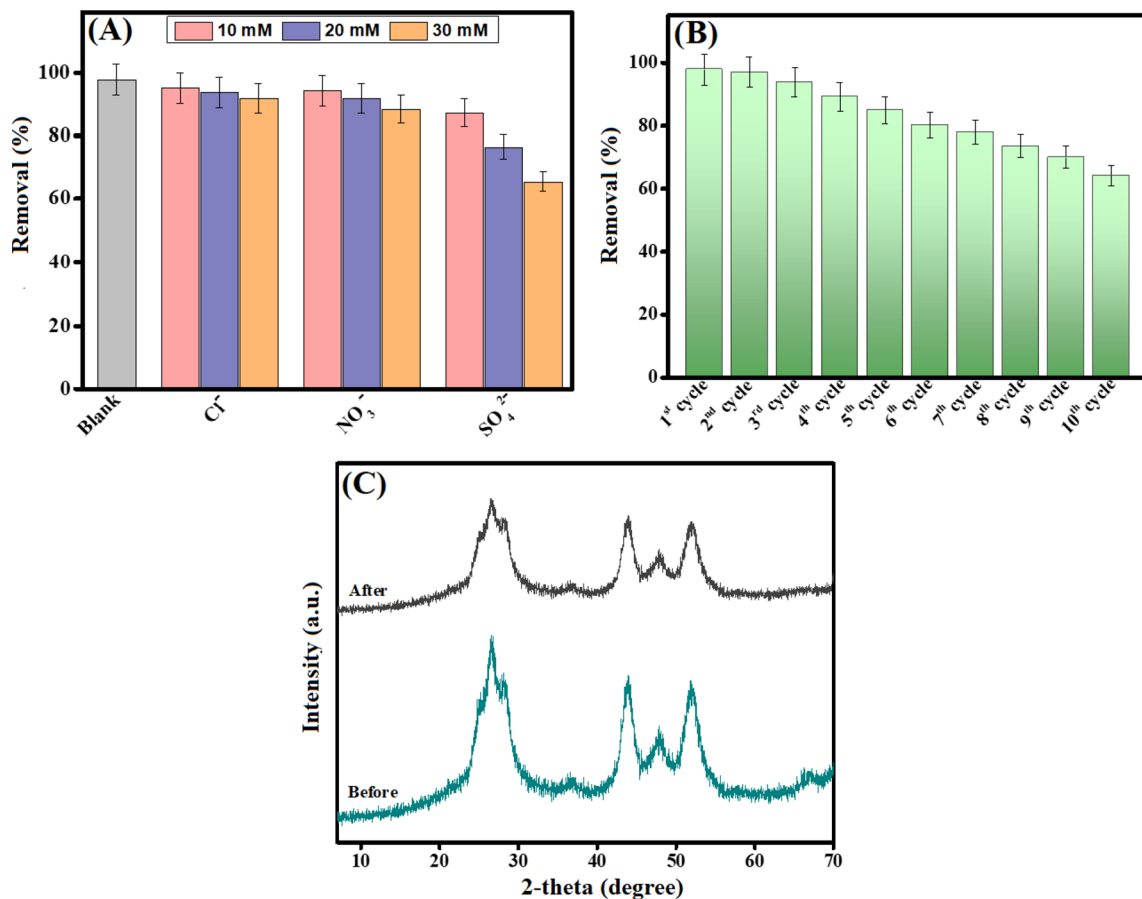 (A)
10 mM 20 mM 30 mM
Removal (%)
100
80
60
40
20
0
Blank Cl⁻ NO₃⁻ SO₄²⁻
(B)
Removal (%)
100
80
60
40
20
0
1ˢᵗ cycle 2ⁿᵈ cycle 3ʳᵈ cycle 4ᵗʰ cycle 5ᵗʰ cycle 6ᵗʰ cycle 7ᵗʰ cycle 8ᵗʰ cycle 9ᵗʰ cycle 10ᵗʰ cycle
(C)
Intensity (a.u.)
After
Before
10 20 30 40 50 60 70
2-theta (degree)